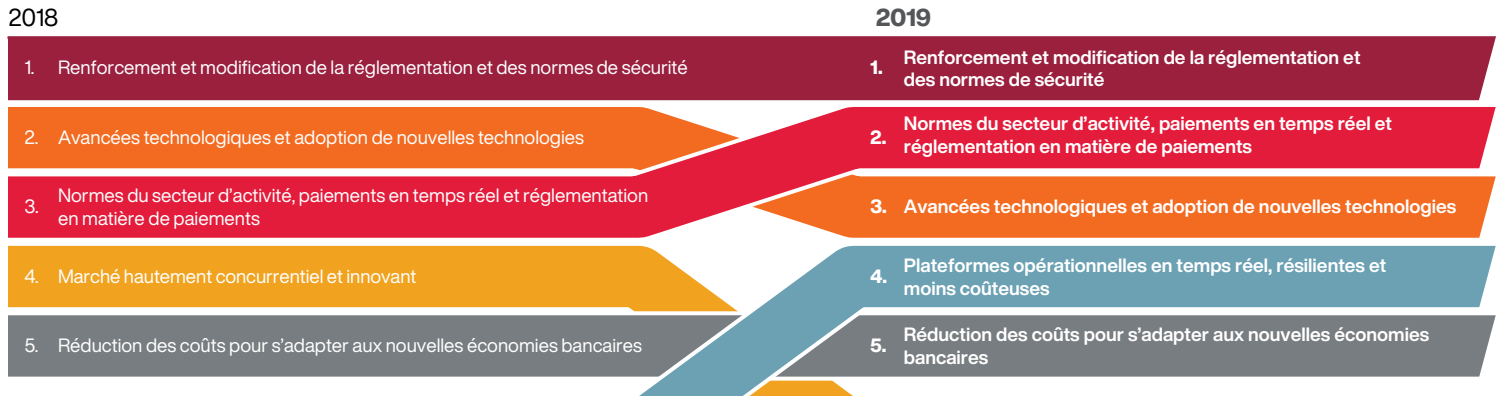 2018
1. Renforcement et modification de la réglementation et des normes de sécurité
2. Avancées technologiques et adoption de nouvelles technologies
3. Normes du secteur d'activité, paiements en temps réel et réglementation
en matière de paiements
4. Marché hautement concurrentiel et innovant
5. Réduction des coûts pour s'adapter aux nouvelles économies bancaires
2019
1. Renforcement et modification de la réglementation et
des normes de sécurité
2. Normes du secteur d'activité, paiements en temps réel et
réglementation en matière de paiements
3. Avancées technologiques et adoption de nouvelles technologies
4. Plateformes opérationnelles en temps réel, résilientes et
moins coûteuses
5. Réduction des coûts pour s'adapter aux nouvelles économies
bancaires